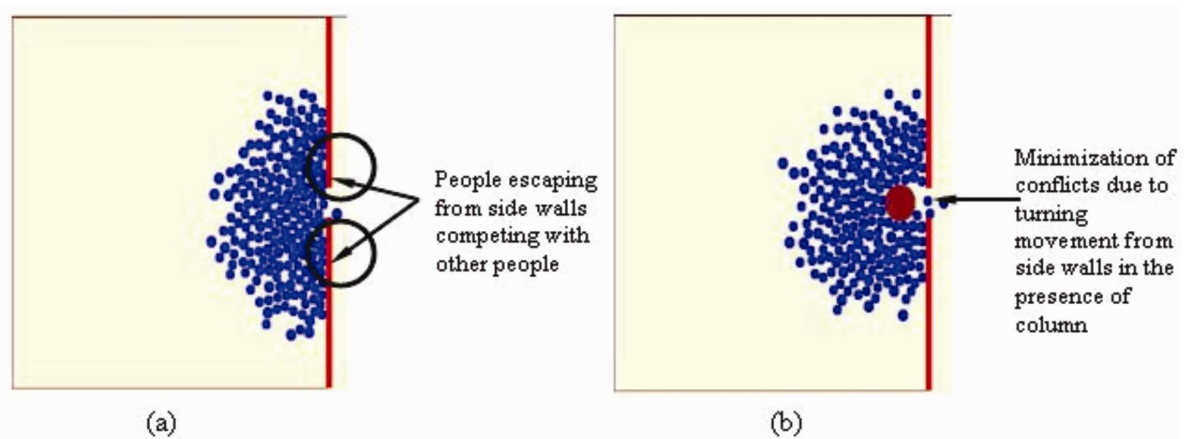 People escaping
from side walls
competing with
other people
Minimization of
conflicts due to
turning
movement from
side walls in the
presence of
column
(a)
(b)